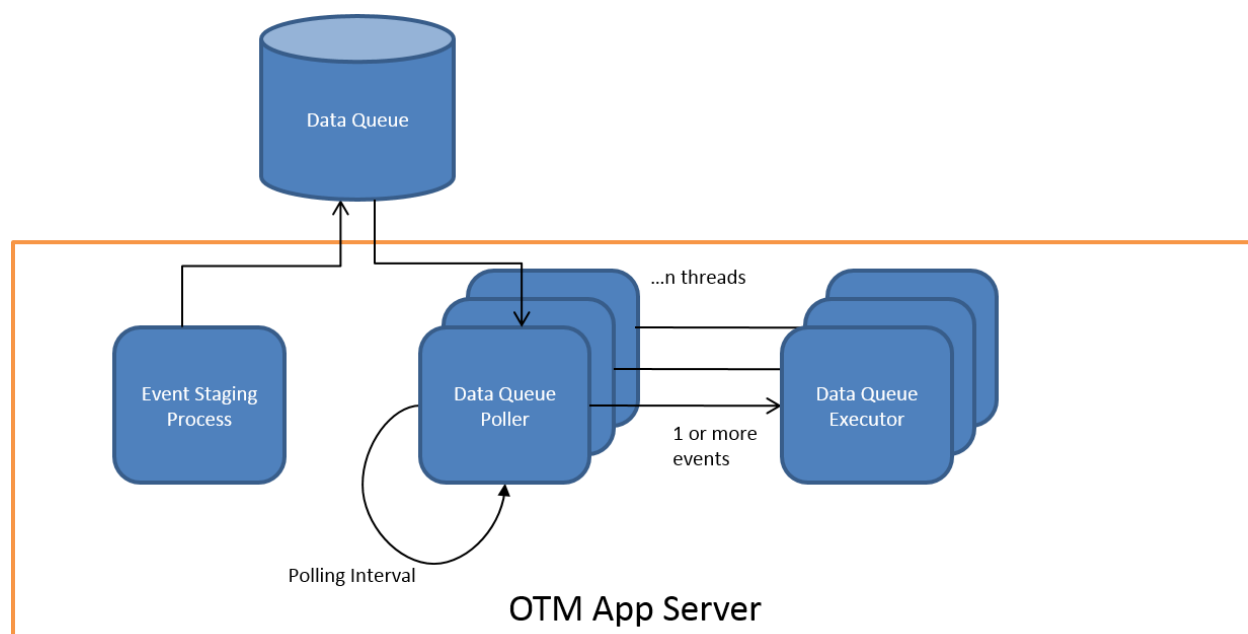 Data Queue
...n threads
Event Staging
Process
Data Queue
Poller
Data Queue
Executor
1 or more
events
Polling Interval
OTM App Server